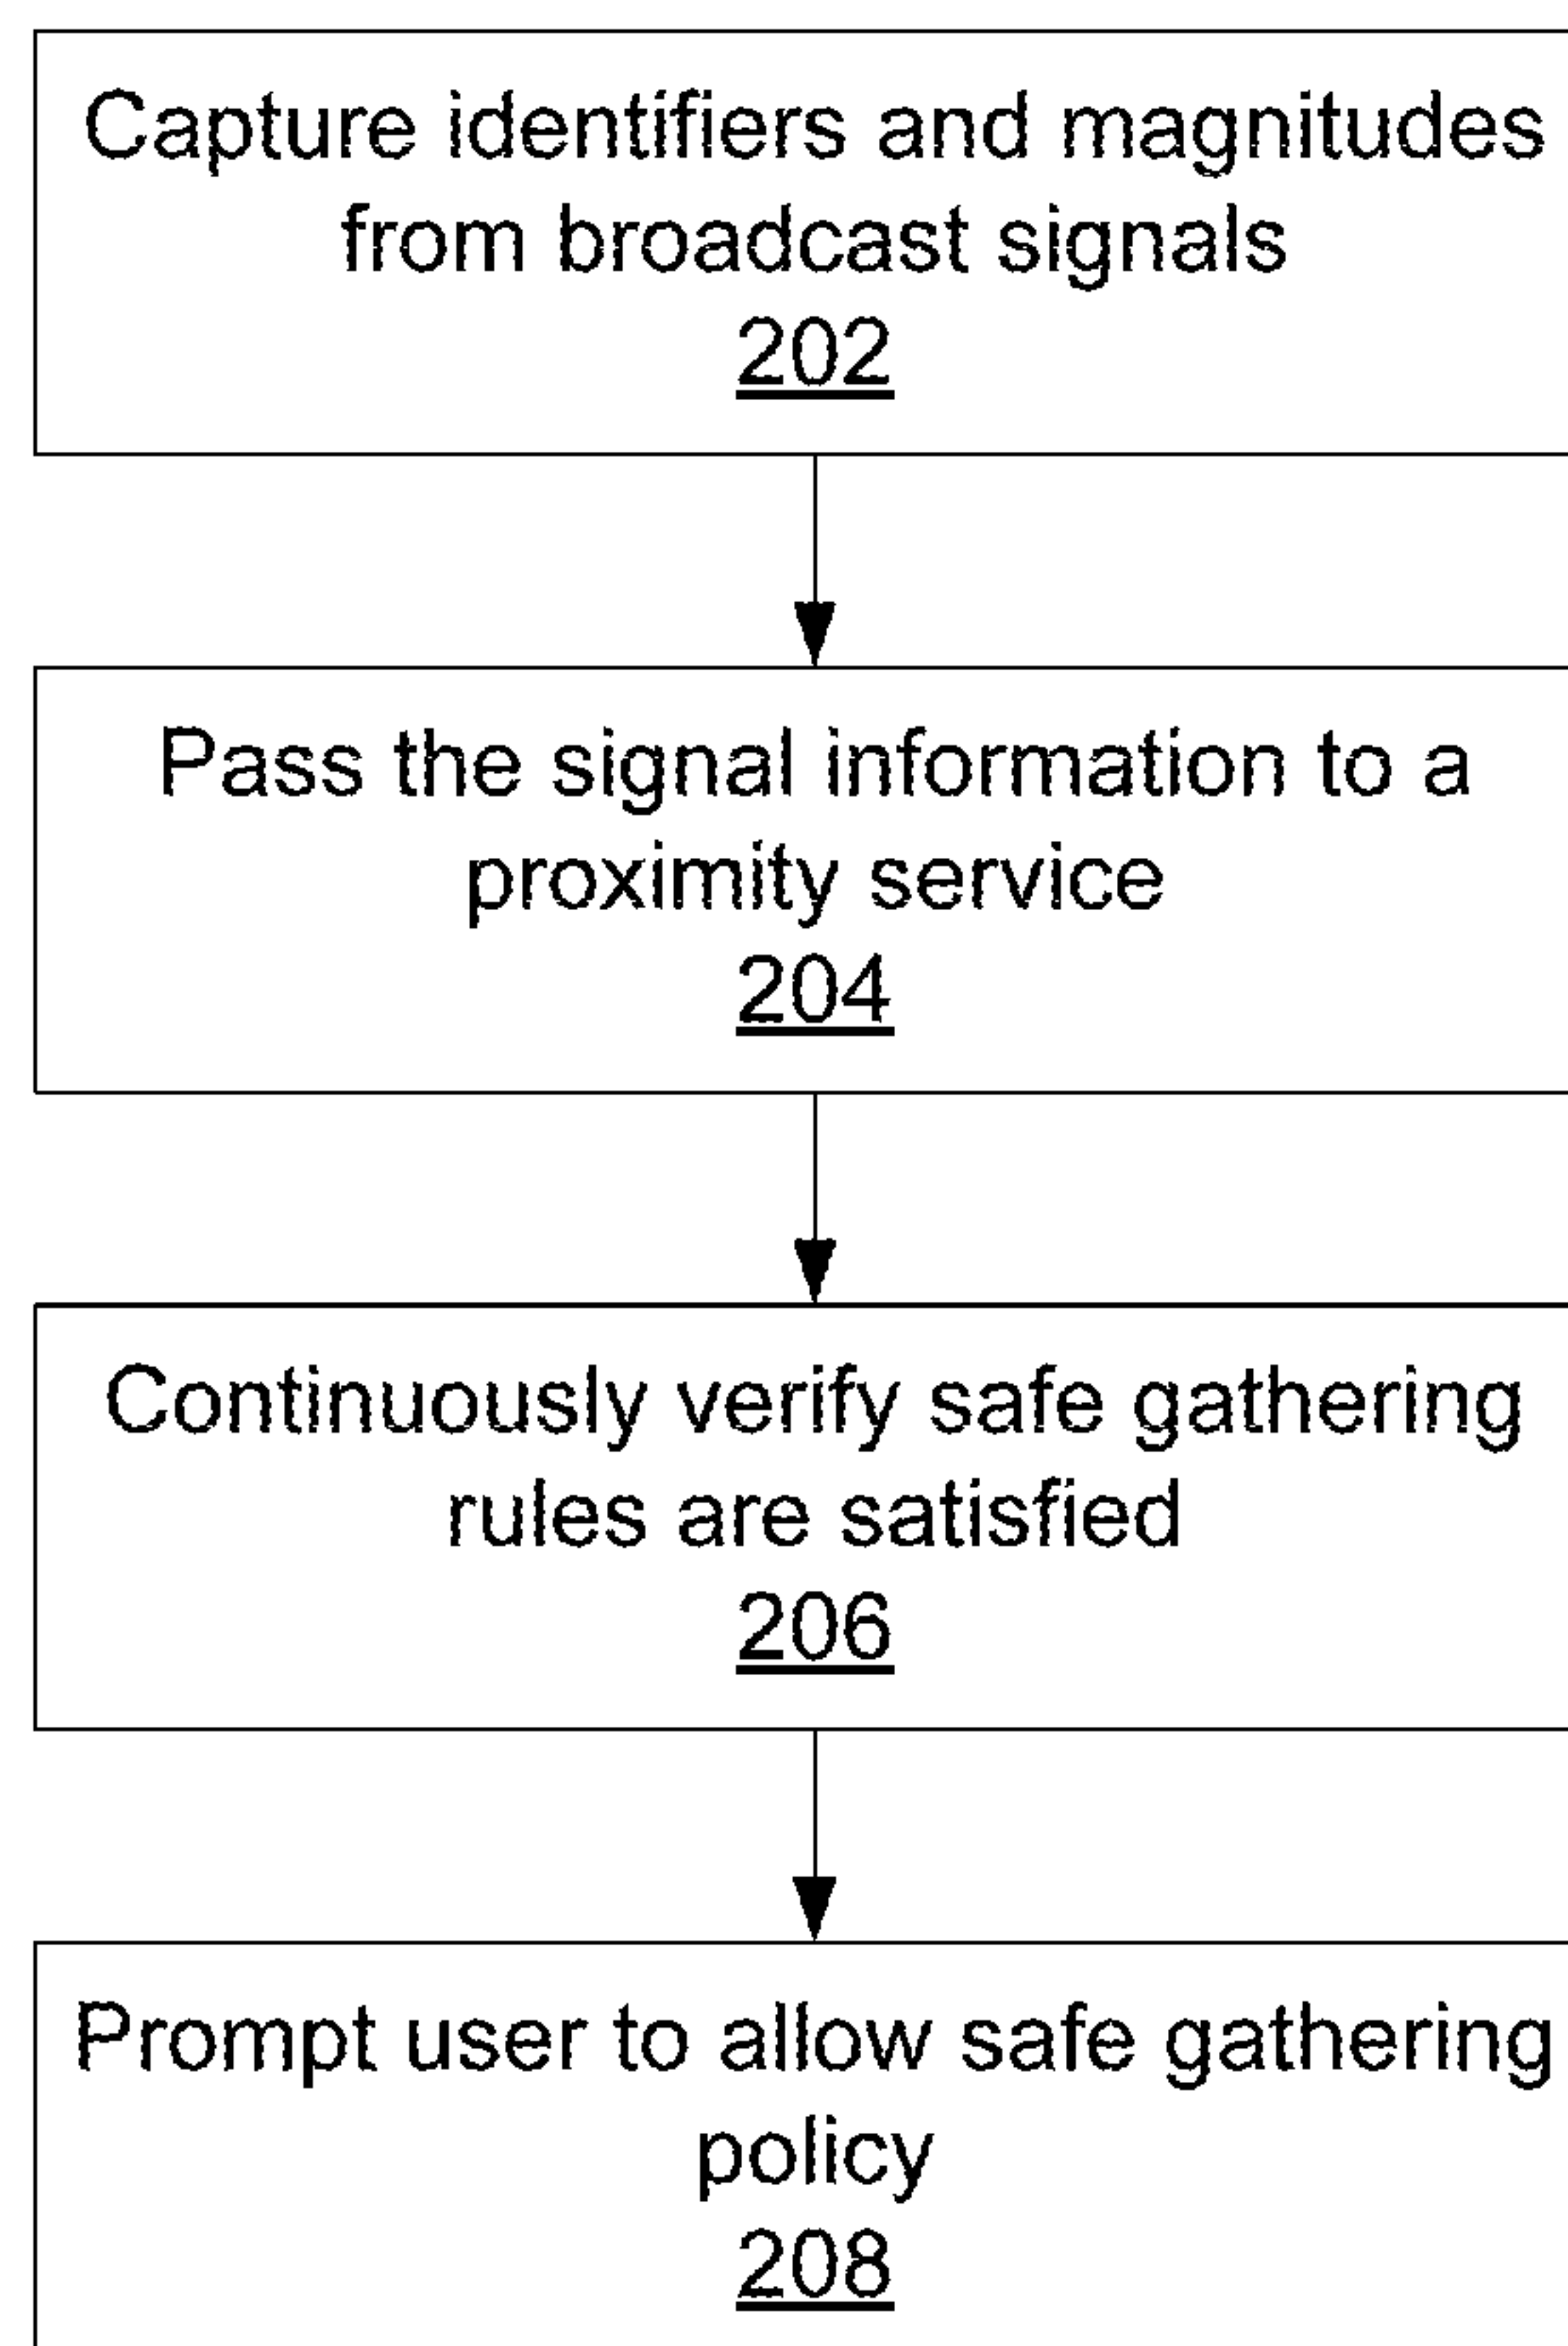 Capture identifiers and magnitudes
from broadcast signals
202
Pass the signal information to a
proximity service
204
Continuously verify safe gathering
rules are satisfied
206
Prompt user to allow safe gathering
policy
208